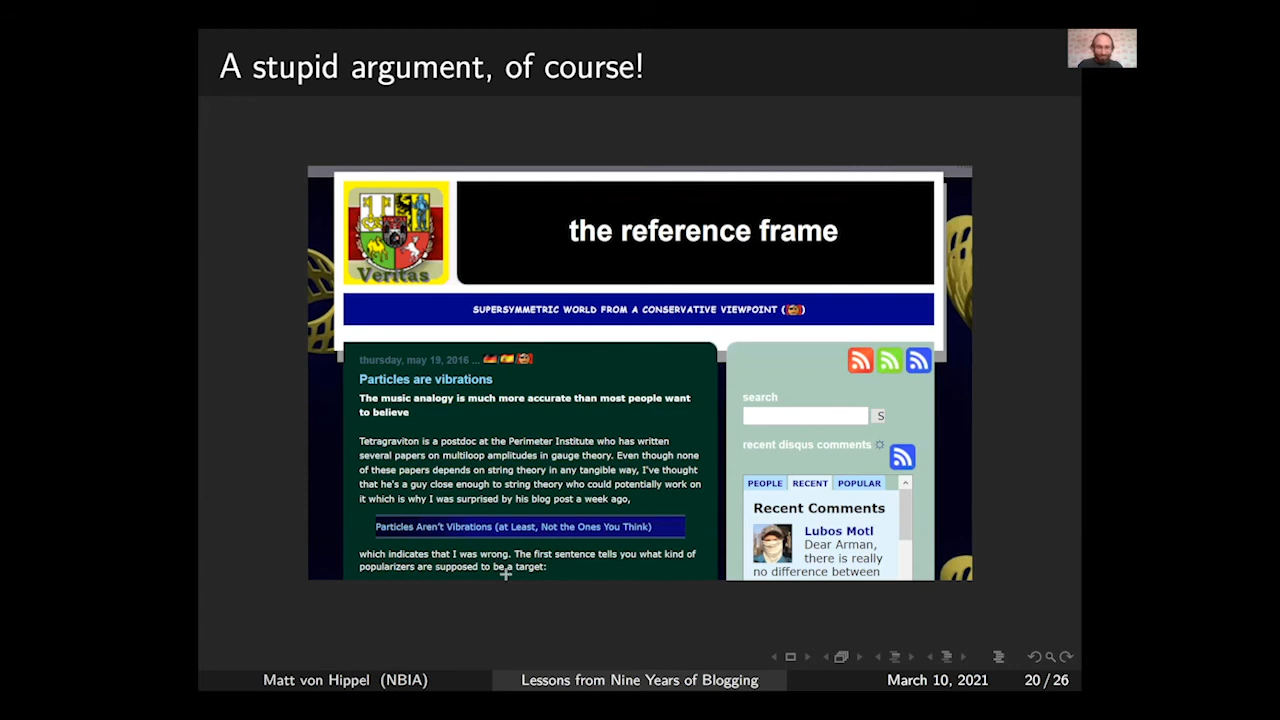 A stupid argument, of course!
Veritas
the reference frame
SUPERSYMMETRIC WORLD FROM A CONSERVATIVE VIEWPOINT ( )
thursday, may 19, 2016 ...
Particles are vibrations
The music analogy is much more accurate than most people want
to believe
Tetragraviton is a postdoc at the Perimeter Institute who has written
several papers on multiloop amplitudes in gauge theory. Even though none
of these papers depends on string theory in any tangible way, I've thought
that he's a guy close enough to string theory who could potentially work on
it which is why I was surprised by his blog post a week ago,
Particles Aren't Vibrations (at Least, Not the Ones You Think)
which indicates that I was wrong. The first sentence tells you what kind of
popularizers are supposed to be a target:
search
S
recent disqus comments
PEOPLE RECENT POPULAR
Recent Comments
Lubos Motl
Dear Arman,
there is really
no difference between
Matt von Hippel (NBIA) Lessons from Nine Years of Blogging March 10, 2021 20 / 26